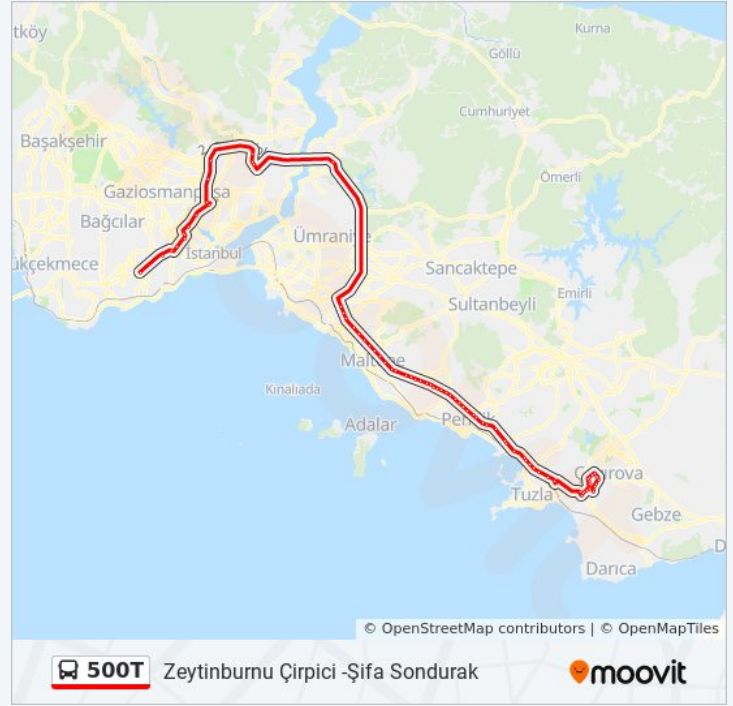 tköy
Kurna
Göllü
Cumhuriyet
Başakşehir
Ömerli
Gaziosmanpaşa
Bağcılar
Ümraniye
ükçekmece
İstanbul
Sancaktepe
Emirli
Sultanbeyli
Maltepe
Kınalıada
Adalar
Pendik
Çayırova
Tuzla
Gebze
D
Darıca
© OpenStreetMap contributors | © OpenMapTiles
500T Zeytinburnu Çirpici -Şifa Sondurak moovit